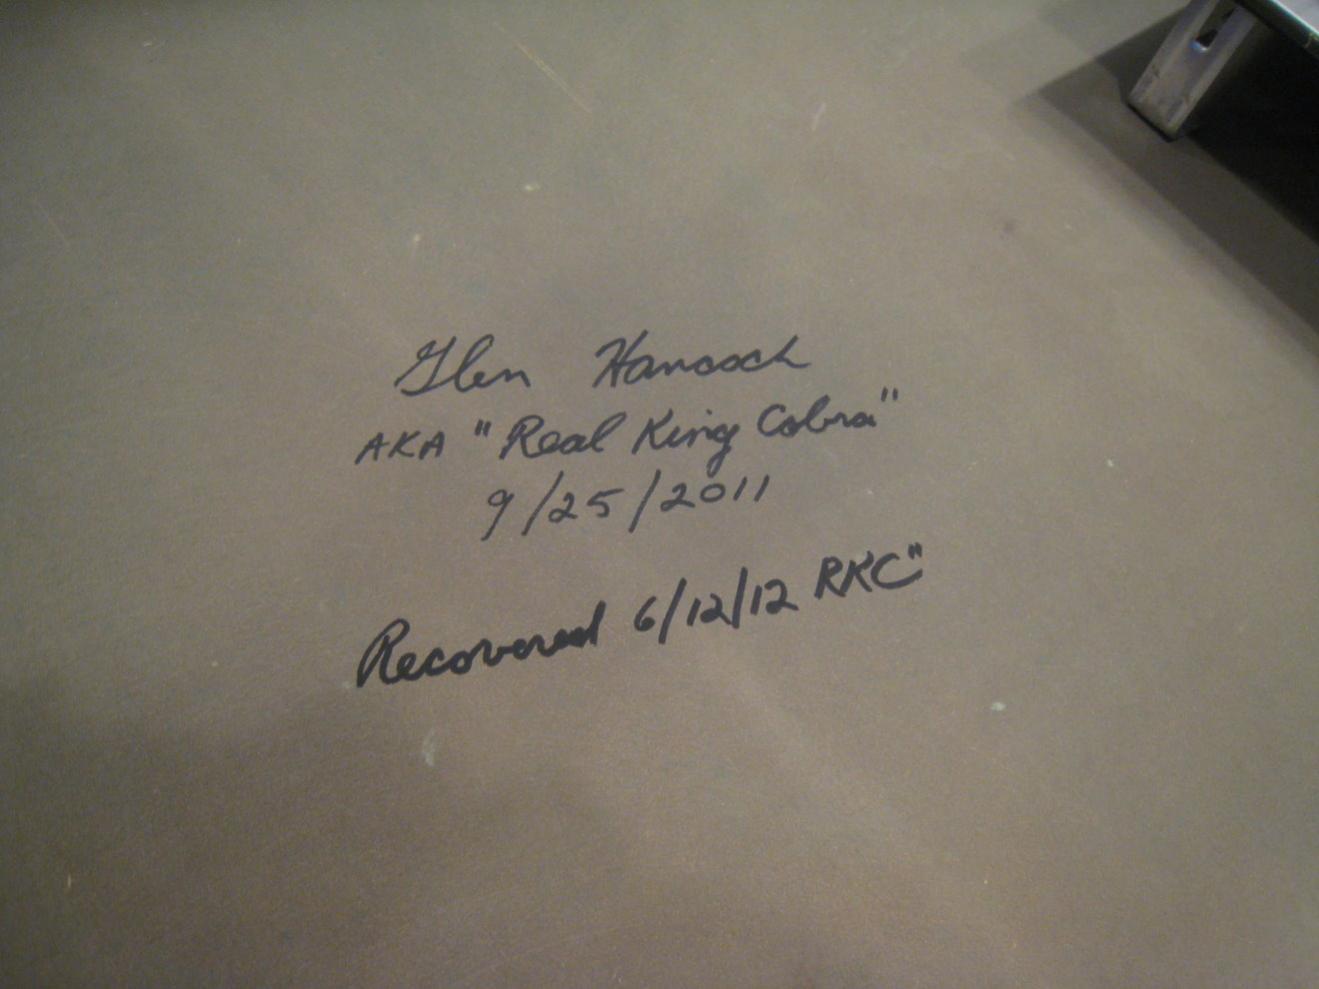 Glen Hancock
AKA "Real King Cobra"
9/25/2011
Recovered 6/12/12 RKC"